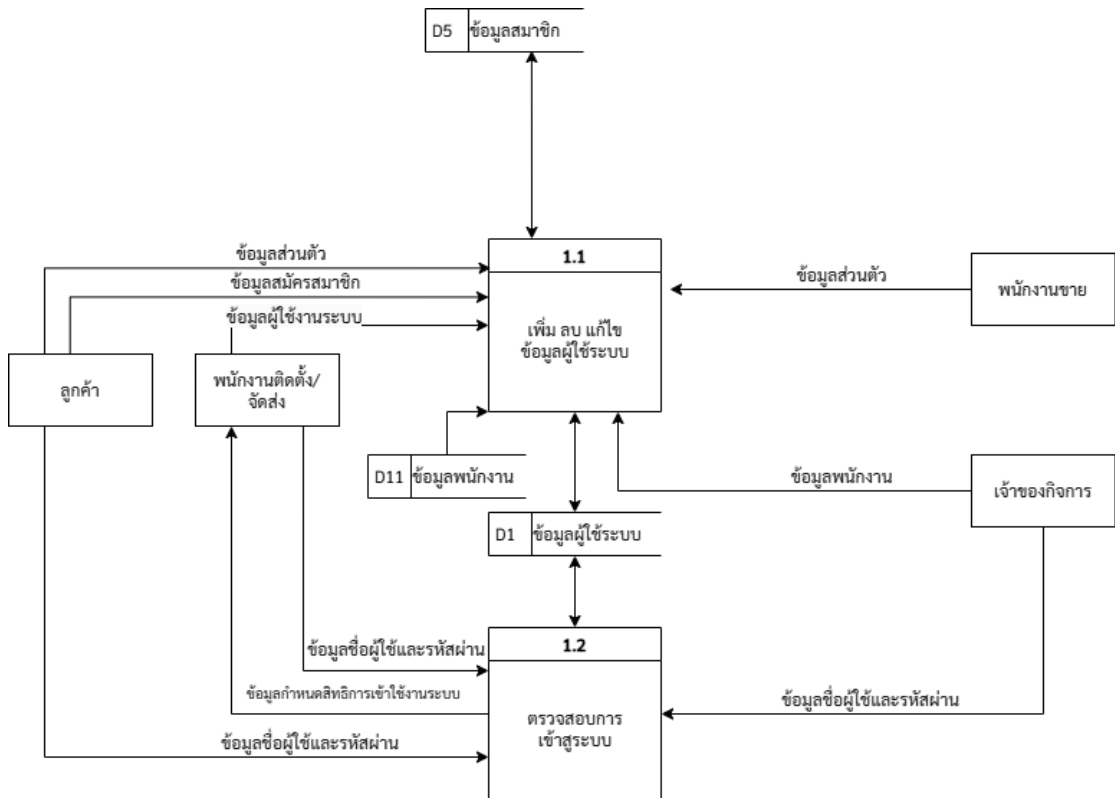 D5 ข้อมูลสมาชิก
ข้อมูลส่วนตัว
1.1
ข้อมูลสมัครสมาชิก
ข้อมูลส่วนตัว
พนักงานขาย
ข้อมูลผู้ใช้งานระบบ
เพิ่ม ลบ แก้ไข
ข้อมูลผู้ใช้ระบบ
ลูกค้า
พนักงานติดตั้ง/
จัดส่ง
D11 ข้อมูลพนักงาน
ข้อมูลพนักงาน
เจ้าของกิจการ
D1 ข้อมูลผู้ใช้ระบบ
1.2
ข้อมูลชื่อผู้ใช้และรหัสผ่าน
ข้อมูลกำหนดสิทธิการเข้าใช้งานระบบ
ข้อมูลชื่อผู้ใช้และรหัสผ่าน
ตรวจสอบการ
เข้าสูระบบ
ข้อมูลชื่อผู้ใช้และรหัสผ่าน